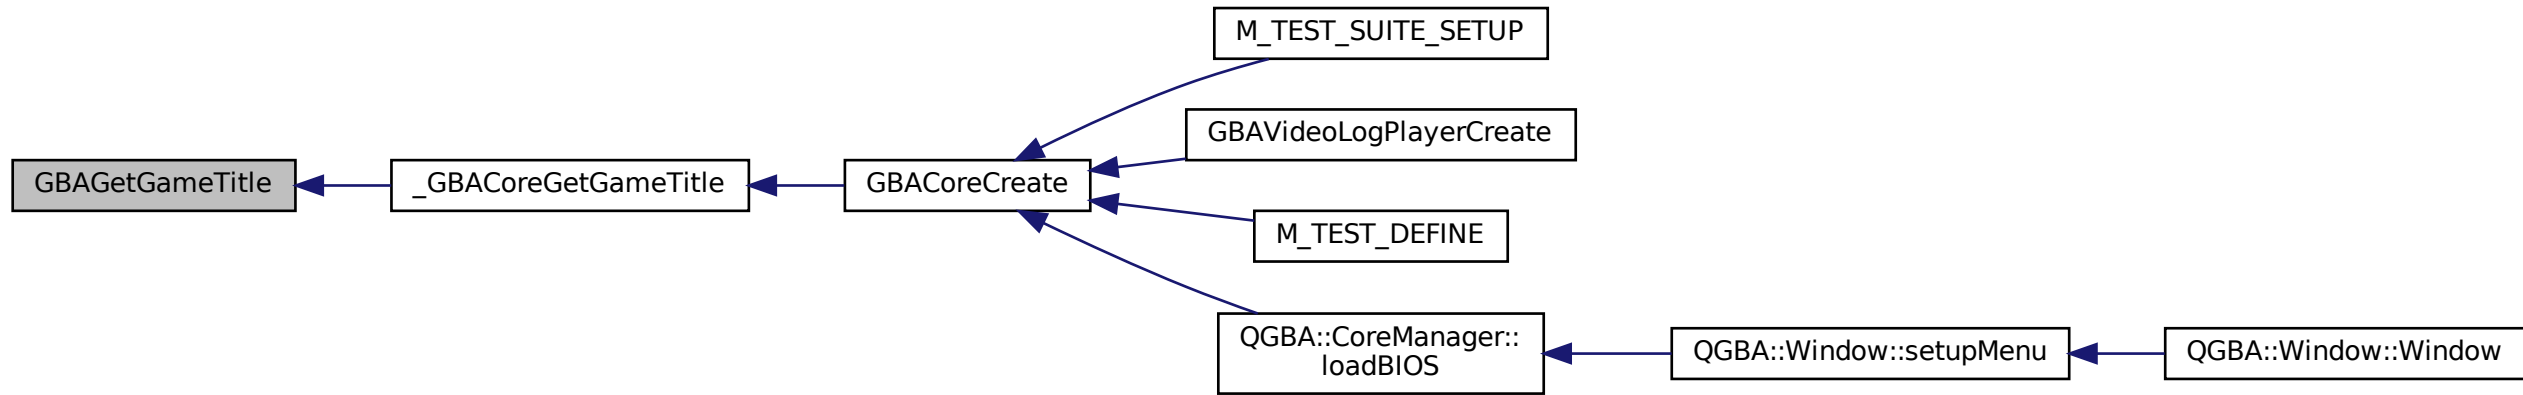 M_TEST_SUITE_SETUP
GBAVideoLogPlayerCreate
GBAGetGameTitle
_GBACoreGetGameTitle
GBACoreCreate
M_TEST_DEFINE
QGBA::CoreManager::
loadBIOS
QGBA::Window::setupMenu
QGBA::Window::Window